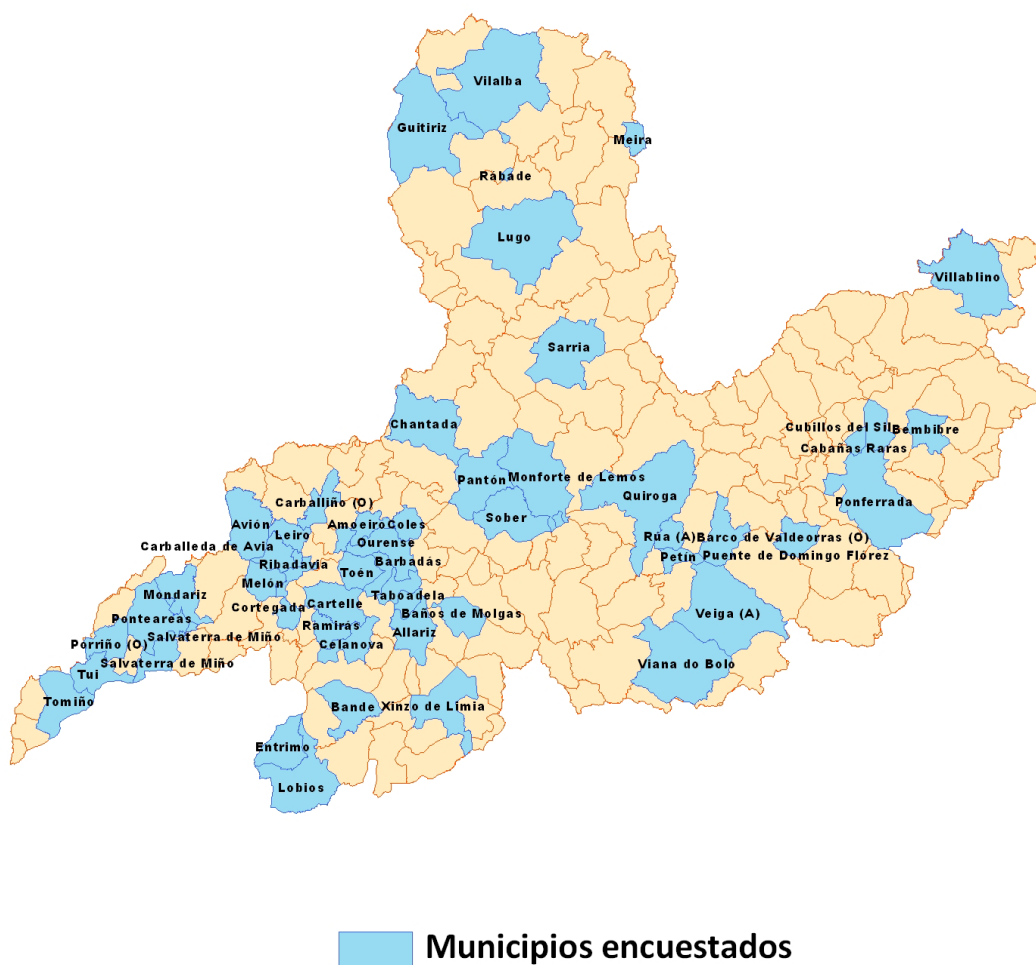 Vilalba
Guitiriz
Meira
Rábade
Lugo
Villablino
Sarria
Chantada
Cubillos del Sil
Bembibre
Cabañas Raras
Pantón
Monforte de Lemos
Quiroga
Ponferrada
Carballiño (O)
Sober
Avión
Amoeiro
Coles
Leiro
Ourense
Rúa (A)
Barco de Valdeorras (O)
Carballeda de Avia
Ribadavia
Barbadás
Petín
Puente de Domingo Flórez
Toén
Melón
Mondariz
Taboadela
Cortegada
Cartelle
Baños de Molgas
Veiga (A)
Ponteareas
Ramirás
Allariz
Porriño (O)
Salvaterra de Miño
Celanova
Salvaterra de Miño
Viana do Bolo
Tui
Tomiño
Bande
Xinzo de Limia
Entrimo
Lobios
Municipios encuestados